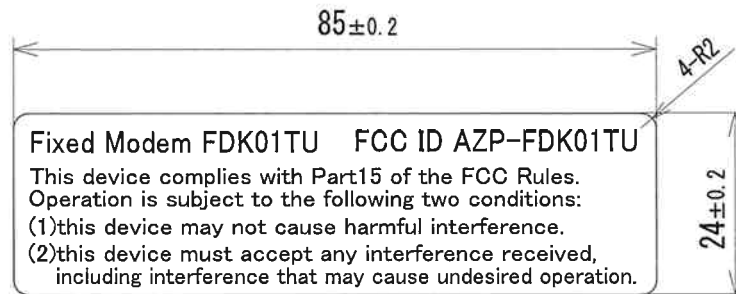 85±0.2
4-R2
Fixed Modem FDK01TU FCC ID AZP-FDK01TU
This device complies with Part15 of the FCC Rules.
Operation is subject to the following two conditions:
(1)this device may not cause harmful interference.
(2)this device must accept any interference received,
including interference that may cause undesired operation.
24±0.2